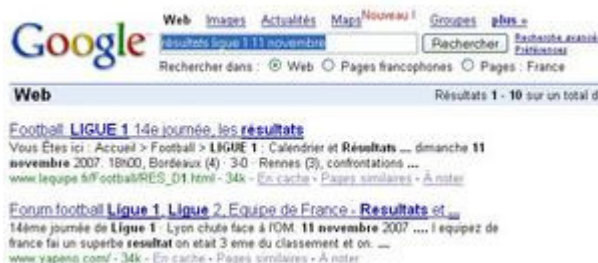 Web Images Actualités Maps Nouveau ! Groupes plus »
Google
résultats ligue 1 11 novembre
Rechercher
Recherche avancé
Préférences
Rechercher dans : Web Pages francophones Pages : France
Web Résultats 1 - 10 sur un total d
Football LIGUE 1 14e journée, les résultats
Vous Êtes ici : Accueil > Football > LIGUE 1 : Calendrier et Résultats ... dimanche 11
novembre 2007. 18h00, Bordeaux (4) · 3-0 · Rennes (3), confrontations ...
www.lequipe.fr/Football/RES_D1.html - 34k - En cache - Pages similaires - À noter
Forum football Ligue 1, Ligue 2, Equipe de France - Resultats et ...
14ème journée de Ligue 1 · Lyon chute face à l'OM. 11 novembre 2007 .... l equipez de
france fai un superbe resultat on etait 3 eme du classement et on. ...
www.yapeno.com/ - 34k - En cache - Pages similaires - À noter